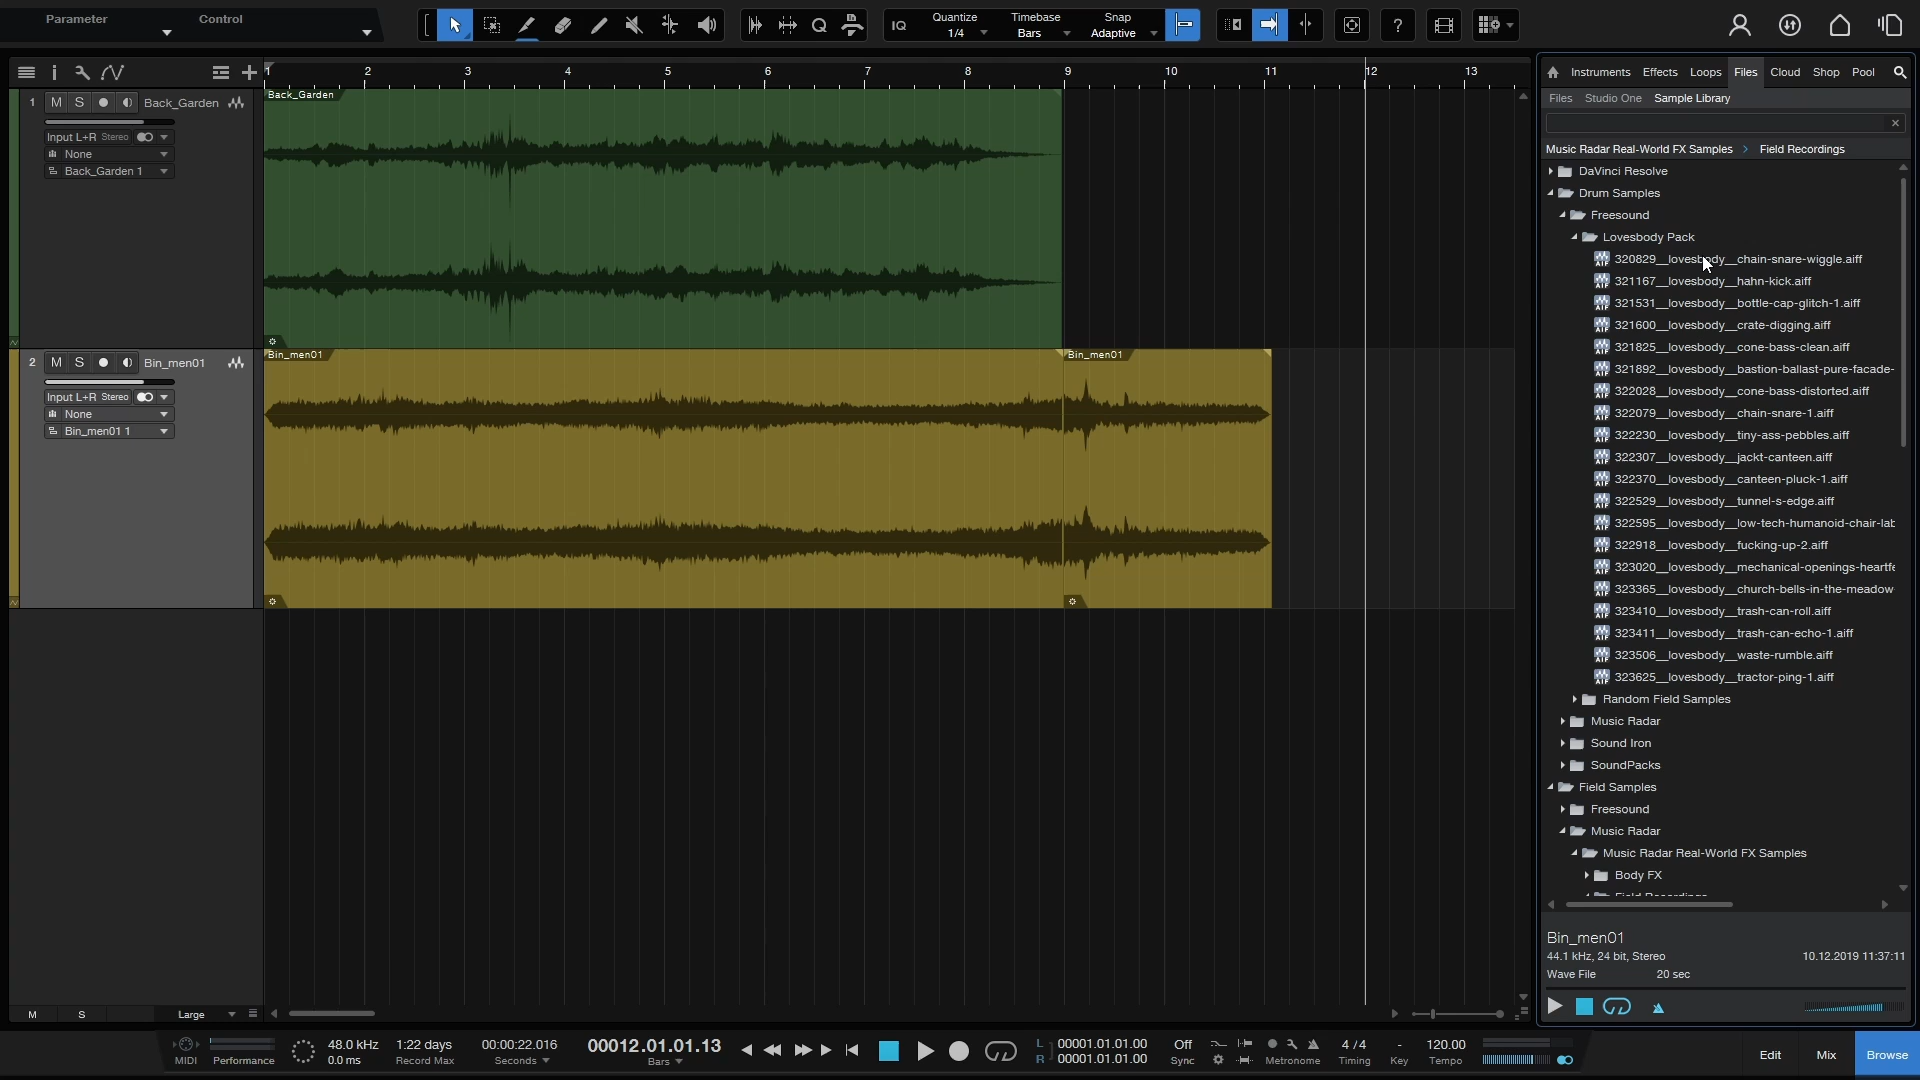 Parameter
Control
IQ
Quantize
1/4
Timebase
Bars
Snap
Adaptive
?
1 2 3 4 5 6 7 8 9 10 11 12 13
1 M S Back_Garden
Input L+R Stereo
None
Back_Garden 1
Back_Garden
2 M S Bin_men01
Input L+R Stereo
None
Bin_men01 1
Bin_men01
Bin_men01
Instruments Effects Loops Files Cloud Shop Pool
Files Studio One Sample Library
Music Radar Real-World FX Samples > Field Recordings
DaVinci Resolve
Drum Samples
Freesound
Lovesbody Pack
320829__lovesbody__chain-snare-wiggle.aiff
321167__lovesbody__hahn-kick.aiff
321531__lovesbody__bottle-cap-glitch-1.aiff
321600__lovesbody__crate-digging.aiff
321825__lovesbody__cone-bass-clean.aiff
321892__lovesbody__bastion-ballast-pure-facade-
322028__lovesbody__cone-bass-distorted.aiff
322079__lovesbody__chain-snare-1.aiff
322230__lovesbody__tiny-ass-pebbles.aiff
322307__lovesbody__jackt-canteen.aiff
322370__lovesbody__canteen-pluck-1.aiff
322529__lovesbody__tunnel-s-edge.aiff
322595__lovesbody__low-tech-humanoid-chair-lab
322918__lovesbody__fucking-up-2.aiff
323020__lovesbody__mechanical-openings-heartfe
323365__lovesbody__church-bells-in-the-meadow
323410__lovesbody__trash-can-roll.aiff
323411__lovesbody__trash-can-echo-1.aiff
323506__lovesbody__waste-rumble.aiff
323625__lovesbody__tractor-ping-1.aiff
Random Field Samples
Music Radar
Sound Iron
SoundPacks
Field Samples
Freesound
Music Radar
Music Radar Real-World FX Samples
Body FX
Bin_men01
44.1 kHz, 24 bit, Stereo 10.12.2019 11:37:11
Wave File 20 sec
M S Large
MIDI
Performance
48.0 kHz
0.0 ms
1:22 days
Record Max
00:00:22.016
Seconds
00012.01.01.13
Bars
L 00001.01.01.00
R 00001.01.01.00
Off
Sync
Metronome
4 / 4
Timing
-
Key
120.00
Tempo
Edit Mix Browse